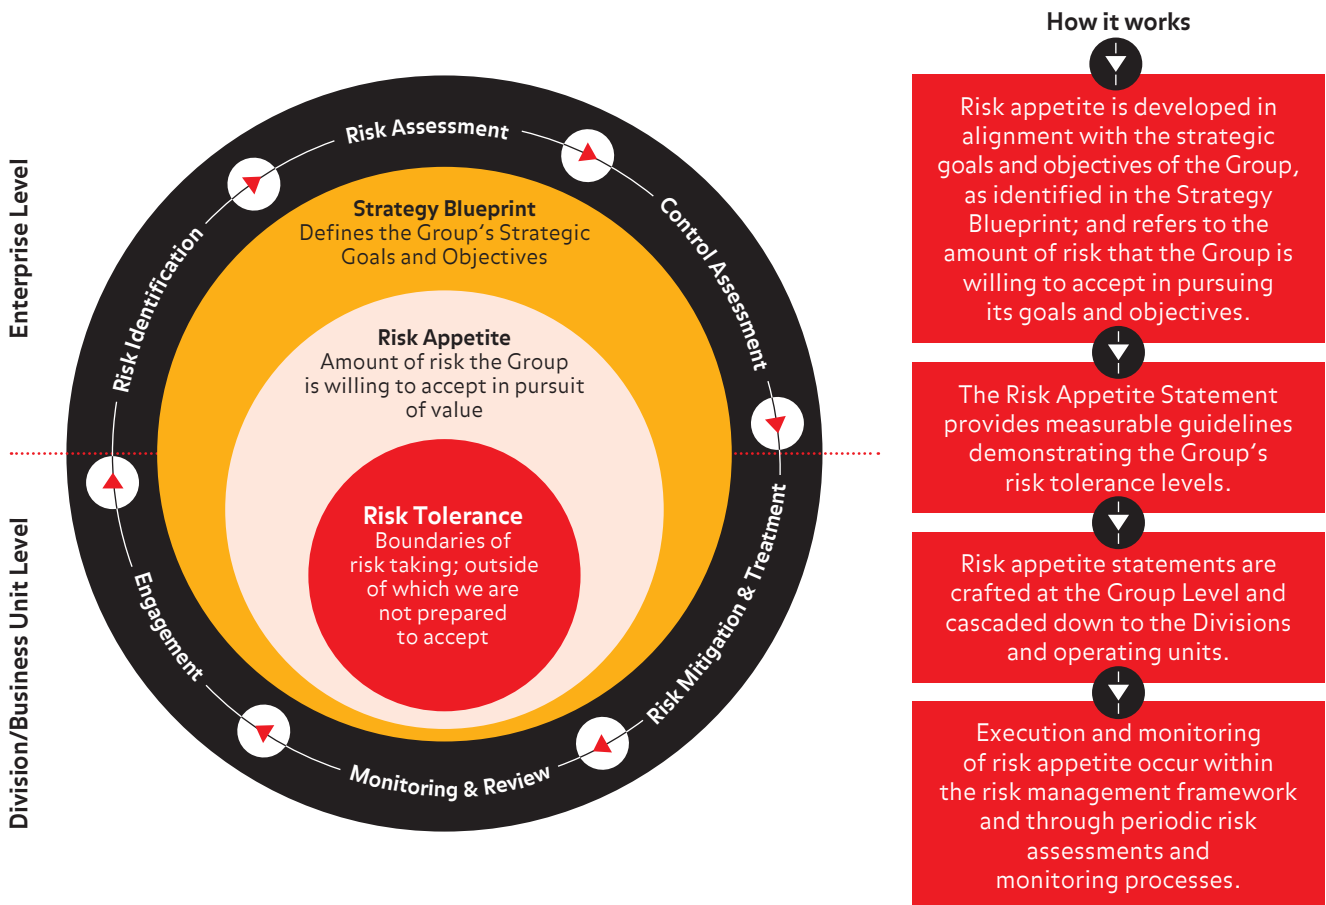 Enterprise Level
Division/Business Unit Level
Risk Identification
Risk Assessment
Control Assessment
Risk Mitigation & Treatment
Monitoring & Review
Engagement
Strategy Blueprint
Defines the Group‘s Strategic
Goals and Objectives
Risk Appetite
Amount of risk the Group
is willing to accept in pursuit
of value
Risk Tolerance
Boundaries of
risk taking; outside
of which we are
not prepared
to accept
How it works
Risk appetite is developed in
alignment with the strategic
goals and objectives of the Group,
as identified in the Strategy
Blueprint; and refers to the
amount of risk that the Group is
willing to accept in pursuing
its goals and objectives.
The Risk Appetite Statement
provides measurable guidelines
demonstrating the Group‘s
risk tolerance levels.
Risk appetite statements are
crafted at the Group Level and
cascaded down to the Divisions
and operating units.
Execution and monitoring
of risk appetite occur within
the risk management framework
and through periodic risk
assessments and
monitoring processes.